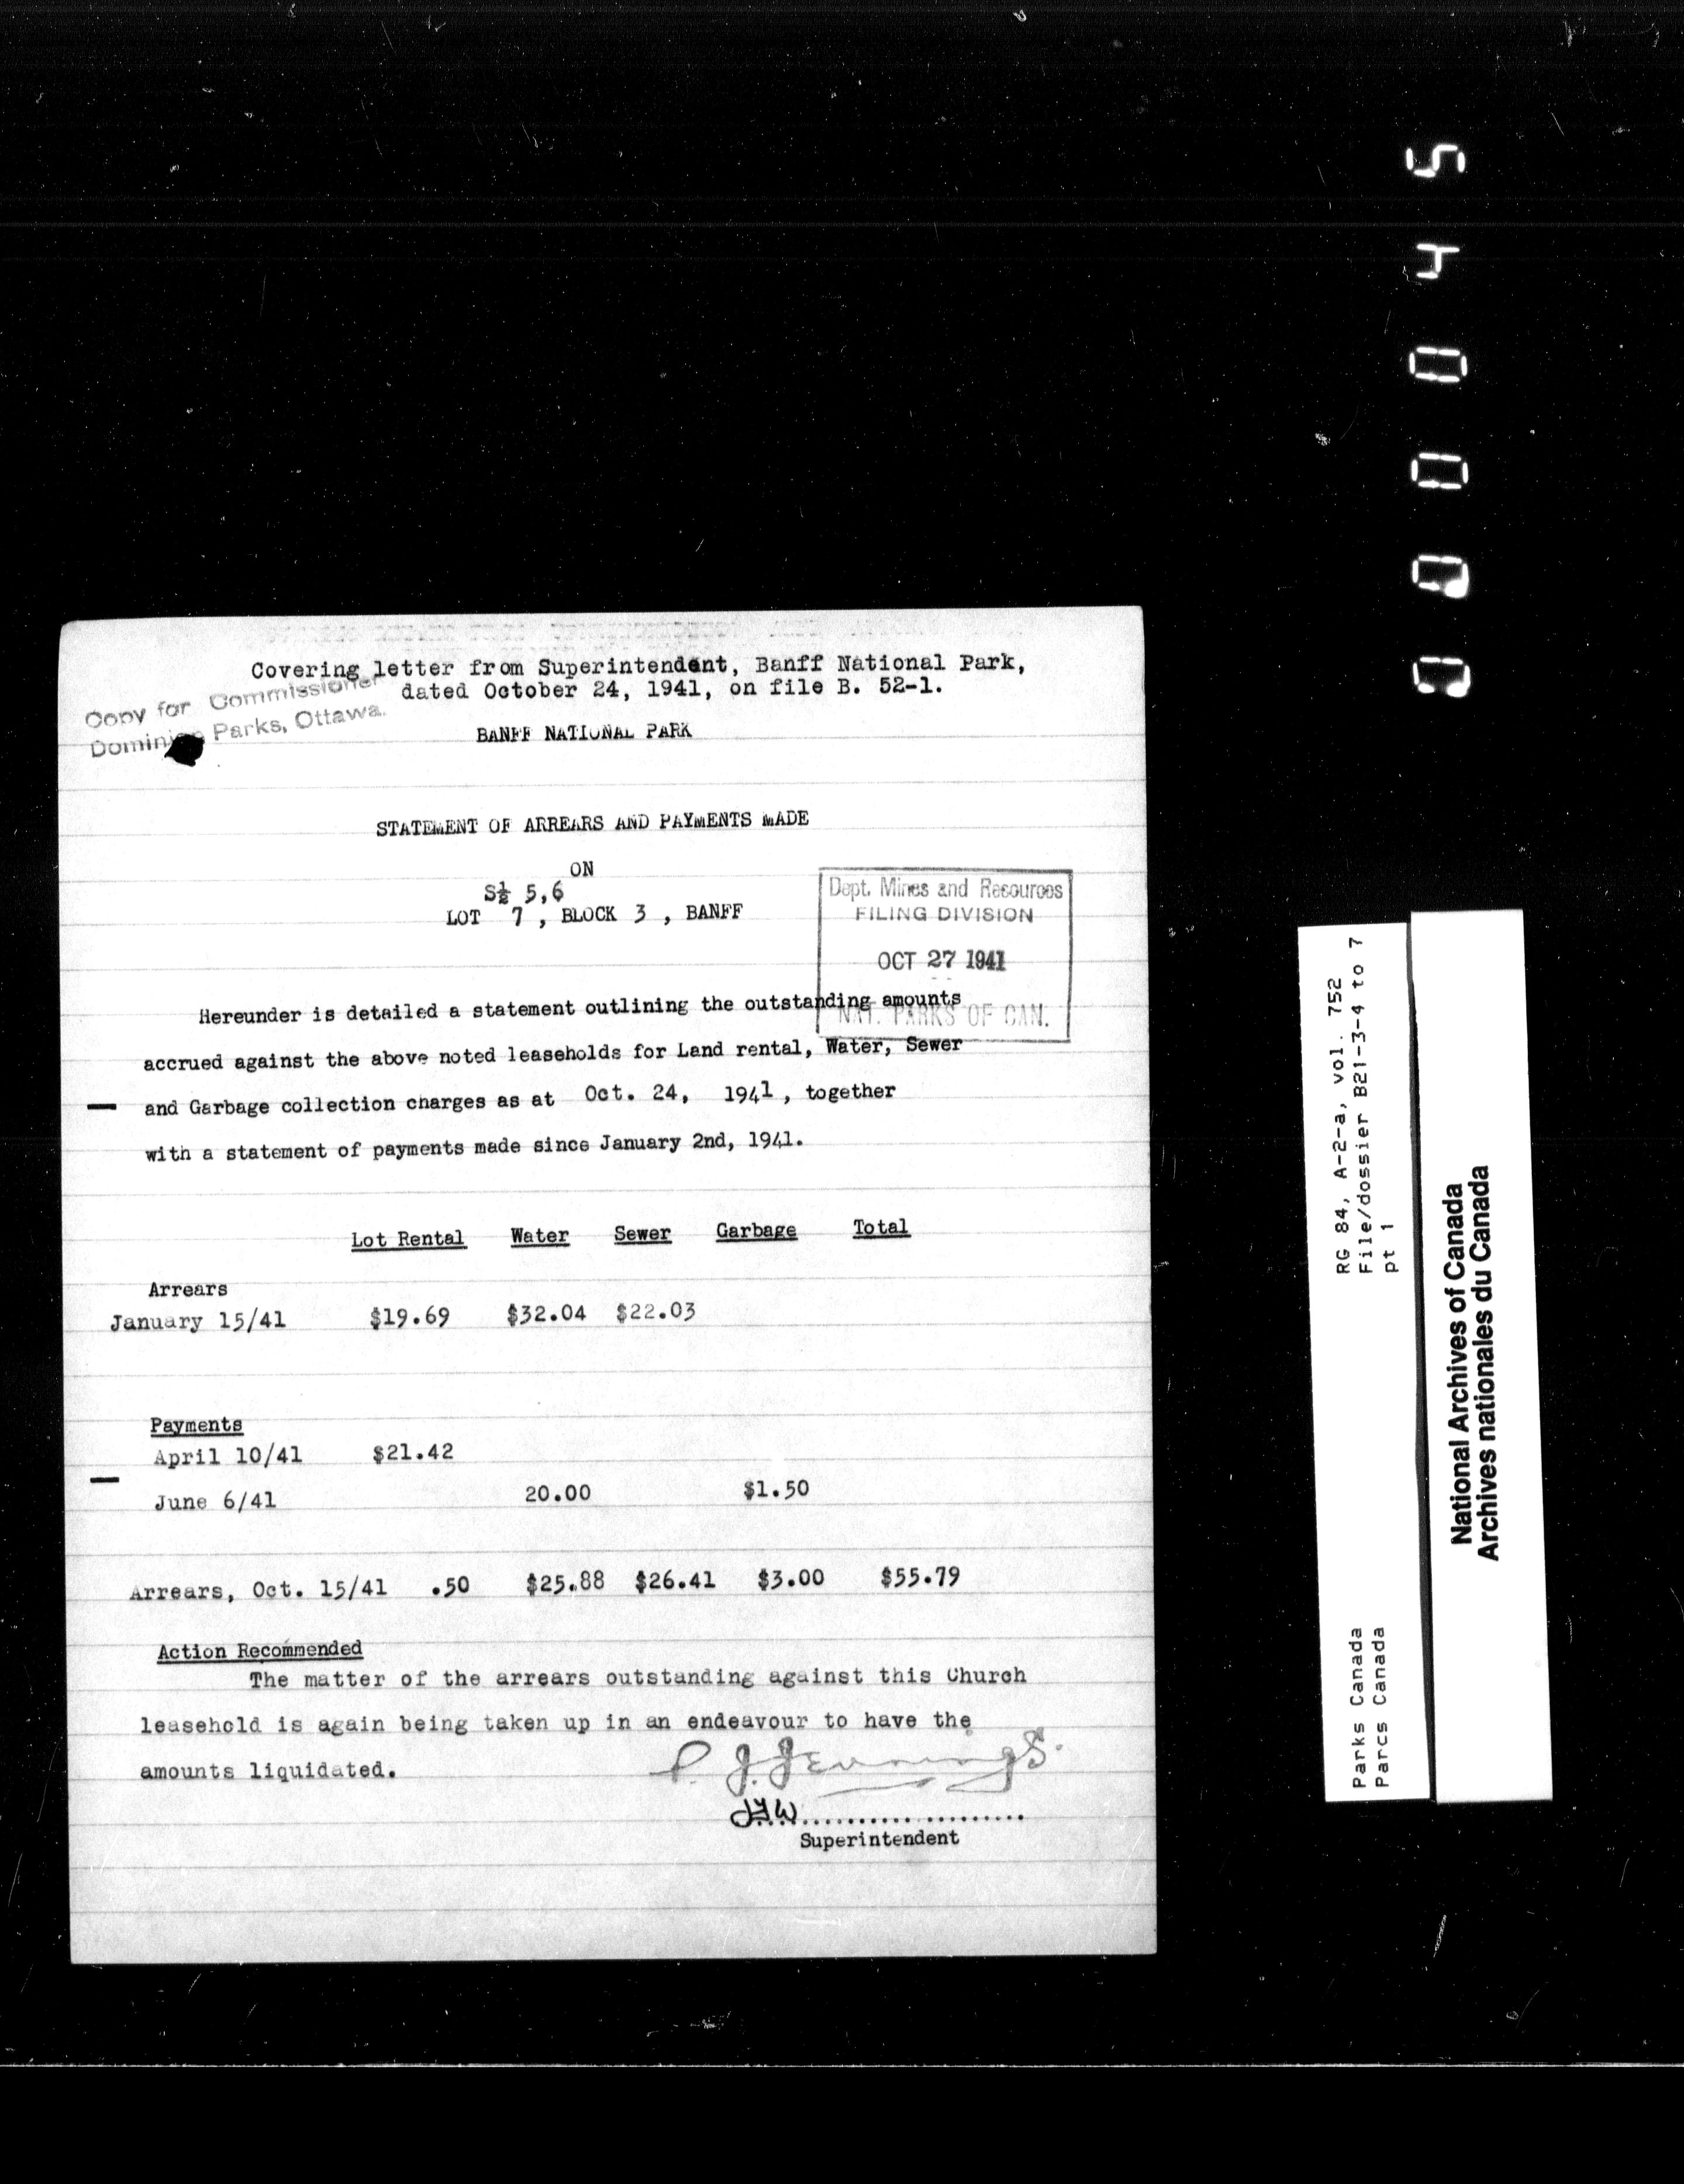 Covering letter from Superintendent, Banff National Park,
dated October 24, 1941, on file B. 52-1.
Copy for Commissioner
Dominion Parks, Ottawa.
BANFF NATIONAL PARK
STATEMENT OF ARREARS AND PAYMENTS MADE
ON
S½ 5,6
LOT 7 , BLOCK 3 , BANFF
Dept. Mines and Resources
FILING DIVISION
OCT 27 1941
NAT. PARKS OF CAN.
Hereunder is detailed a statement outlining the outstanding amounts
accrued against the above noted leaseholds for Land rental, Water, Sewer
and Garbage collection charges as at Oct. 24, 1941, together
with a statement of payments made since January 2nd, 1941.
Lot Rental Water Sewer Garbage Total
Arrears
January 15/41 $19.69 $32.04 $22.03
Payments
April 10/41 $21.42
June 6/41 20.00 $1.50
Arrears, Oct. 15/41 .50 $25.88 $26.41 $3.00 $55.79
Action Recommended
The matter of the arrears outstanding against this Church
leasehold is again being taken up in an endeavour to have the
amounts liquidated.
P. J. Jennings.
....................
Superintendent
RG 84, A-2-a, vol. 752
File/dossier B21-3-4 to 7
pt 1
Parks Canada
Parcs Canada
National Archives of Canada
Archives nationales du Canada